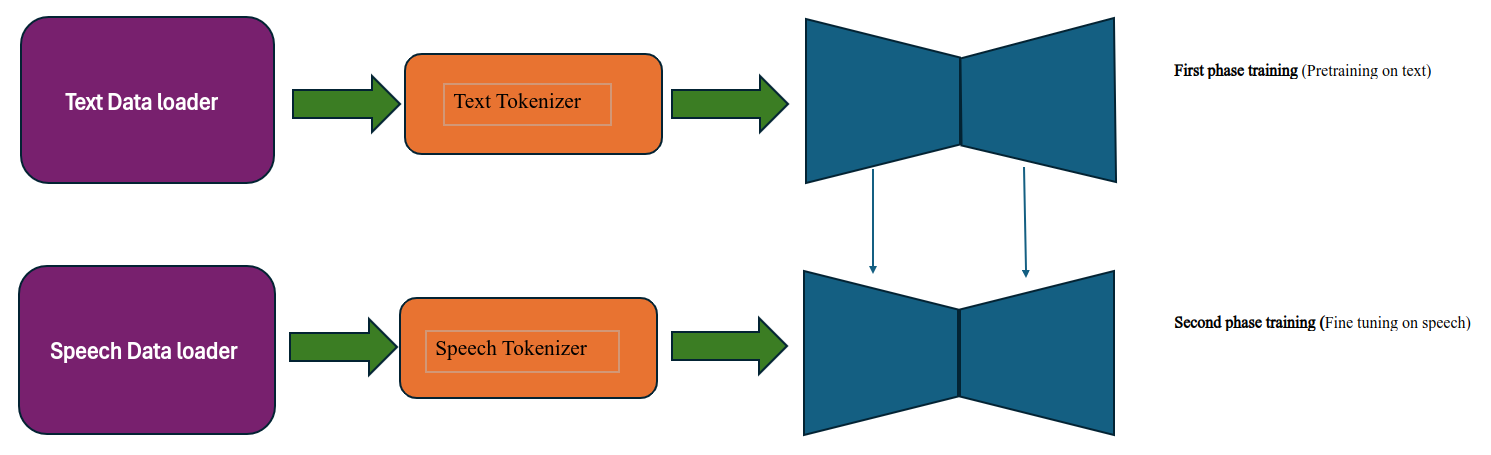 Text Data loader
Text Tokenizer
First phase training (Pretraining on text)
Speech Data loader
Speech Tokenizer
Second phase training (Fine tuning on speech)